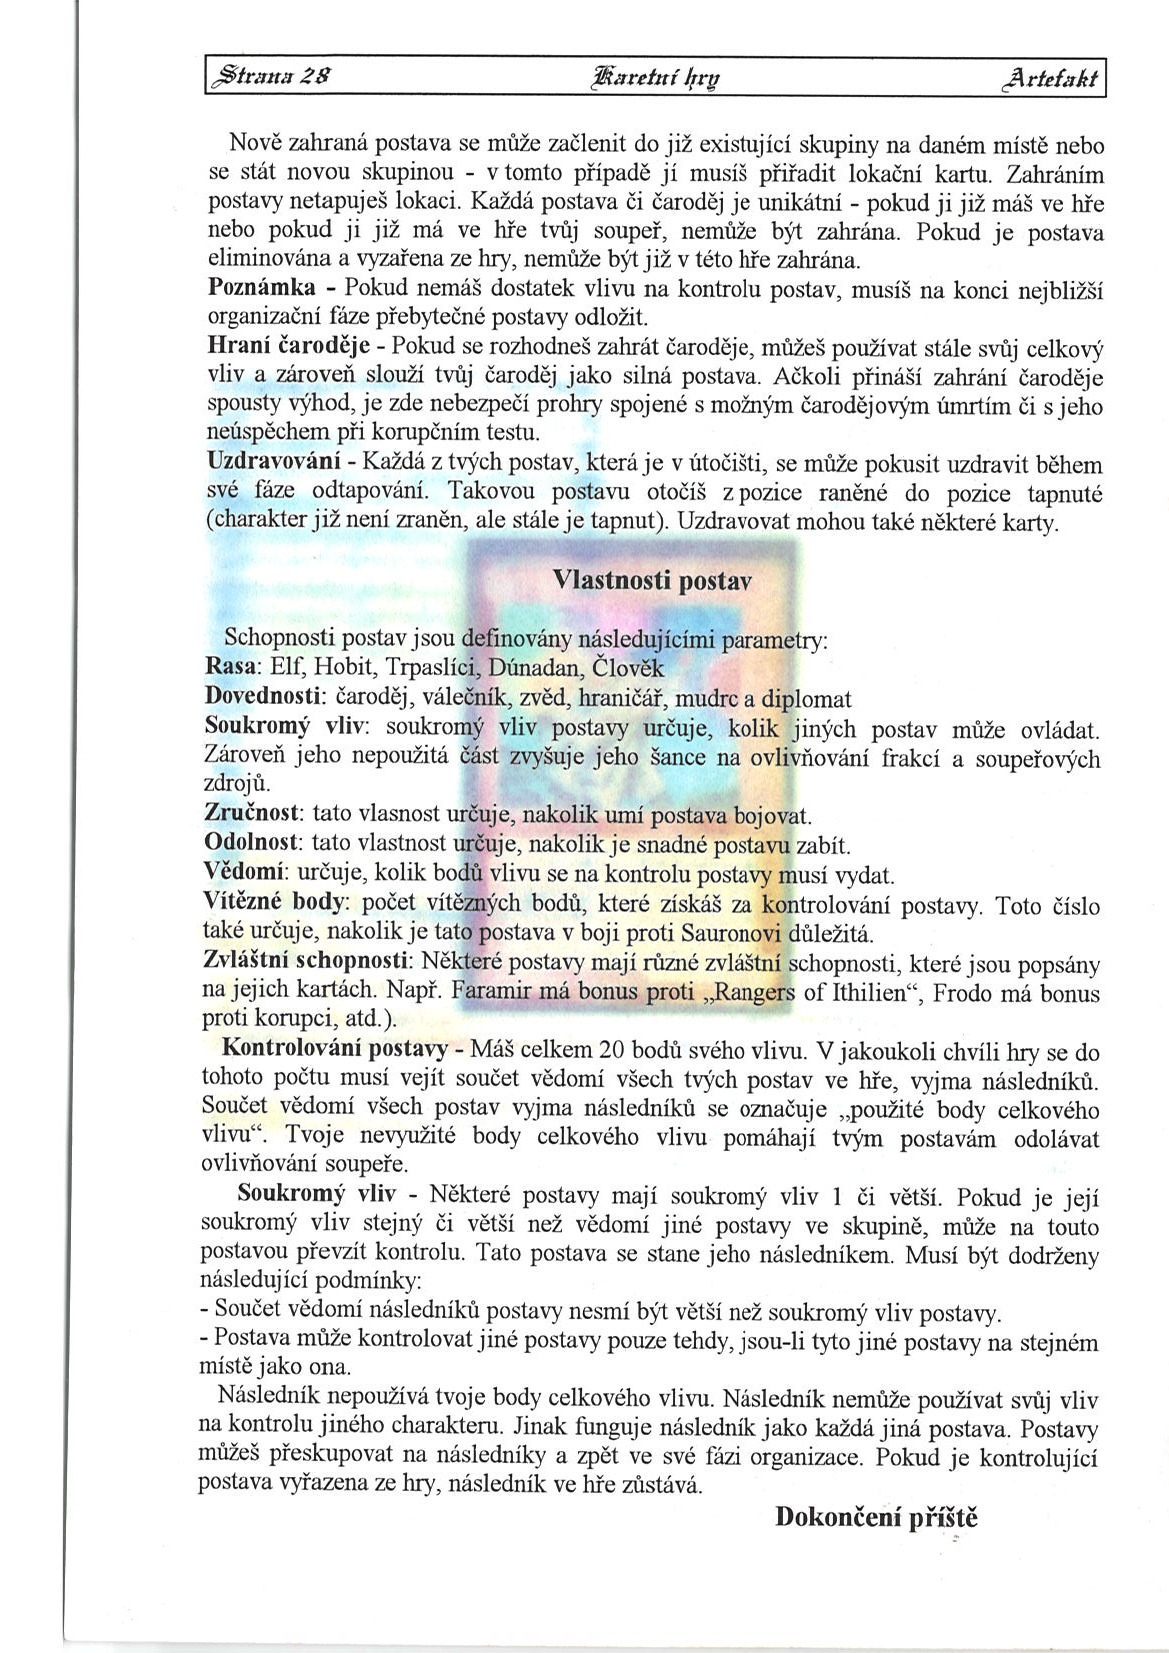 Strana 28 Karetní hry Artefakt
Nově zahraná postava se může začlenit do již existující skupiny na daném místě nebo
se stát novou skupinou - v tomto případě jí musíš přiřadit lokační kartu. Zahráním
postavy netapuješ lokaci. Každá postava či čaroděj je unikátní - pokud ji již máš ve hře
nebo pokud ji již má ve hře tvůj soupeř, nemůže být zahrána. Pokud je postava
eliminována a vyzařena ze hry, nemůže být již v této hře zahrána.
Poznámka - Pokud nemáš dostatek vlivu na kontrolu postav, musíš na konci nejbližší
organizační fáze přebytečné postavy odložit.
Hraní čaroděje - Pokud se rozhodneš zahrát čaroděje, můžeš používat stále svůj celkový
vliv a zároveň slouží tvůj čaroděj jako silná postava. Ačkoli přináší zahrání čaroděje
spousty výhod, je zde nebezpečí prohry spojené s možným čarodějovým úmrtím či s jeho
neúspěchem při korupčním testu.
Uzdravování - Každá z tvých postav, která je v útočišti, se může pokusit uzdravit během
své fáze odtapování. Takovou postavu otočíš z pozice raněné do pozice tapnuté
(charakter již není zraněn, ale stále je tapnut). Uzdravovat mohou také některé karty.
Vlastnosti postav
Schopnosti postav jsou definovány následujícími parametry:
Rasa: Elf, Hobit, Trpaslíci, Dúnadan, Člověk
Dovednosti: čaroděj, válečník, zvěd, hraničář, mudrc a diplomat
Soukromý vliv: soukromý vliv postavy určuje, kolik jiných postav může ovládat.
Zároveň jeho nepoužitá část zvyšuje jeho šance na ovlivňování frakcí a soupeřových
zdrojů.
Zručnost: tato vlasnost určuje, nakolik umí postava bojovat.
Odolnost: tato vlastnost určuje, nakolik je snadné postavu zabít.
Vědomí: určuje, kolik bodů vlivu se na kontrolu postavy musí vydat.
Vítězné body: počet vítězných bodů, které získáš za kontrolování postavy. Toto číslo
také určuje, nakolik je tato postava v boji proti Sauronovi důležitá.
Zvláštní schopnosti: Některé postavy mají různé zvláštní schopnosti, které jsou popsány
na jejich kartách. Např. Faramir má bonus proti „Rangers of Ithilien“, Frodo má bonus
proti korupci, atd.).
Kontrolování postavy - Máš celkem 20 bodů svého vlivu. V jakoukoli chvíli hry se do
tohoto počtu musí vejít součet vědomí všech tvých postav ve hře, vyjma následníků.
Součet vědomí všech postav vyjma následníků se označuje „použité body celkového
vlivu“. Tvoje nevyužité body celkového vlivu pomáhají tvým postavám odolávat
ovlivňování soupeře.
Soukromý vliv - Některé postavy mají soukromý vliv 1 či větší. Pokud je její
soukromý vliv stejný či větší než vědomí jiné postavy ve skupině, může na touto
postavou převzít kontrolu. Tato postava se stane jeho následníkem. Musí být dodrženy
následující podmínky:
- Součet vědomí následníků postavy nesmí být větší než soukromý vliv postavy.
- Postava může kontrolovat jiné postavy pouze tehdy, jsou-li tyto jiné postavy na stejném
místě jako ona.
Následník nepoužívá tvoje body celkového vlivu. Následník nemůže používat svůj vliv
na kontrolu jiného charakteru. Jinak funguje následník jako každá jiná postava. Postavy
můžeš přeskupovat na následníky a zpět ve své fázi organizace. Pokud je kontrolující
postava vyřazena ze hry, následník ve hře zůstává.
Dokončení příště